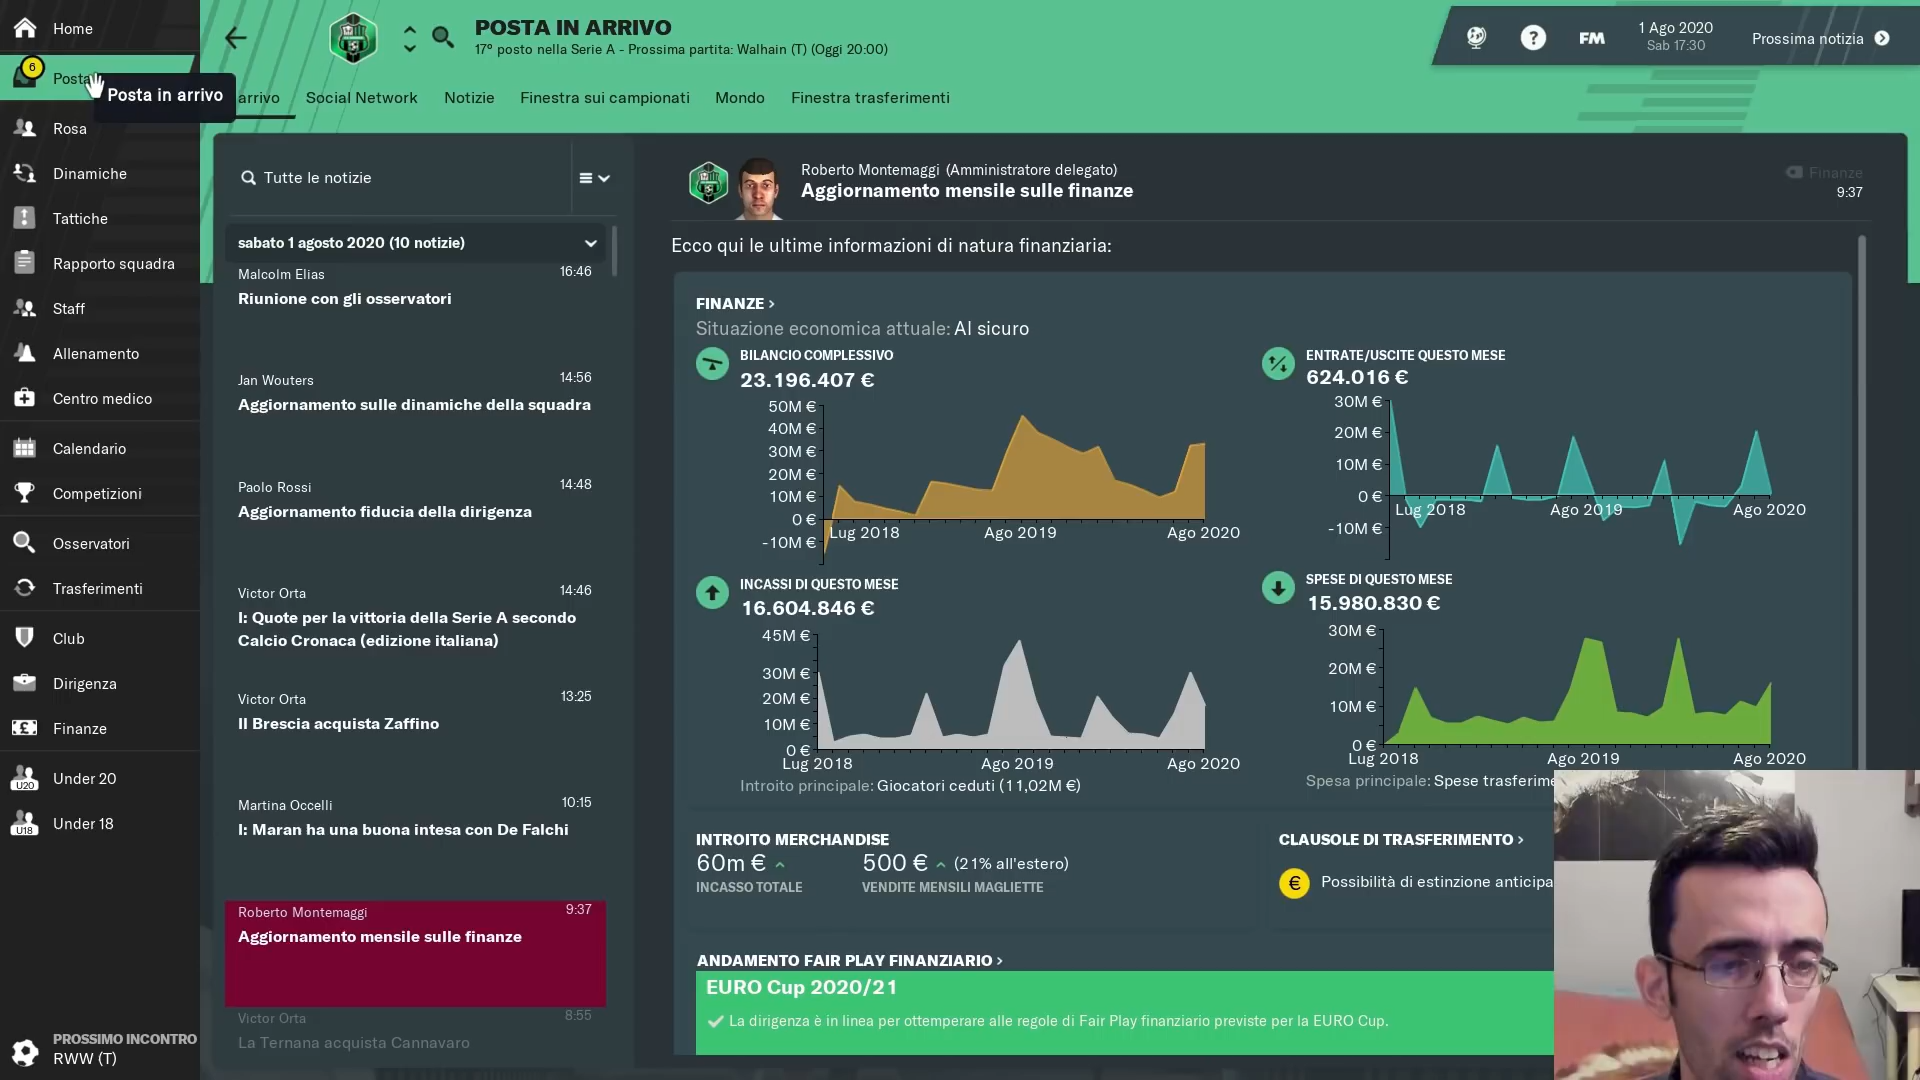 Home
6
Posta
Posta in arrivo
Rosa
Dinamiche
Tattiche
Rapporto squadra
Staff
Allenamento
Centro medico
Calendario
Competizioni
Osservatori
Trasferimenti
Club
Dirigenza
Finanze
U20
Under 20
U18
Under 18
PROSSIMO INCONTRO
RWW (T)
POSTA IN ARRIVO
17° posto nella Serie A - Prossima partita: Walhain (T) (Oggi 20:00)
FM
1 Ago 2020
Sab 17:30
Prossima notizia
arrivo
Social Network
Notizie
Finestra sui campionati
Mondo
Finestra trasferimenti
Tutte le notizie
sabato 1 agosto 2020 (10 notizie)
Malcolm Elias 16:46
Riunione con gli osservatori
Jan Wouters 14:56
Aggiornamento sulle dinamiche della squadra
Paolo Rossi 14:48
Aggiornamento fiducia della dirigenza
Victor Orta 14:46
I: Quote per la vittoria della Serie A secondo
Calcio Cronaca (edizione italiana)
Victor Orta 13:25
Il Brescia acquista Zaffino
Martina Occelli 10:15
I: Maran ha una buona intesa con De Falchi
Roberto Montemaggi 9:37
Aggiornamento mensile sulle finanze
Victor Orta 8:55
La Ternana acquista Cannavaro
Roberto Montemaggi (Amministratore delegato)
Aggiornamento mensile sulle finanze
Finanze
9:37
Ecco qui le ultime informazioni di natura finanziaria:
FINANZE >
Situazione economica attuale: Al sicuro
BILANCIO COMPLESSIVO
23.196.407 €
50M €
40M €
30M €
20M €
10M €
0 €
-10M €
Lug 2018
Ago 2019
Ago 2020
ENTRATE/USCITE QUESTO MESE
624.016 €
30M €
20M €
10M €
0 €
-10M €
Lug 2018
Ago 2019
Ago 2020
INCASSI DI QUESTO MESE
16.604.846 €
45M €
30M €
20M €
10M €
0 €
Lug 2018
Ago 2019
Ago 2020
Introito principale: Giocatori ceduti (11,02M €)
SPESE DI QUESTO MESE
15.980.830 €
30M €
20M €
10M €
0 €
Lug 2018
Ago 2019
Ago 2020
Spesa principale: Spese trasferime
INTROITO MERCHANDISE
60m €
INCASSO TOTALE
500 € (21% all'estero)
VENDITE MENSILI MAGLIETTE
CLAUSOLE DI TRASFERIMENTO >
€ Possibilità di estinzione anticipa
ANDAMENTO FAIR PLAY FINANZIARIO >
EURO Cup 2020/21
La dirigenza è in linea per ottemperare alle regole di Fair Play finanziario previste per la EURO Cup.